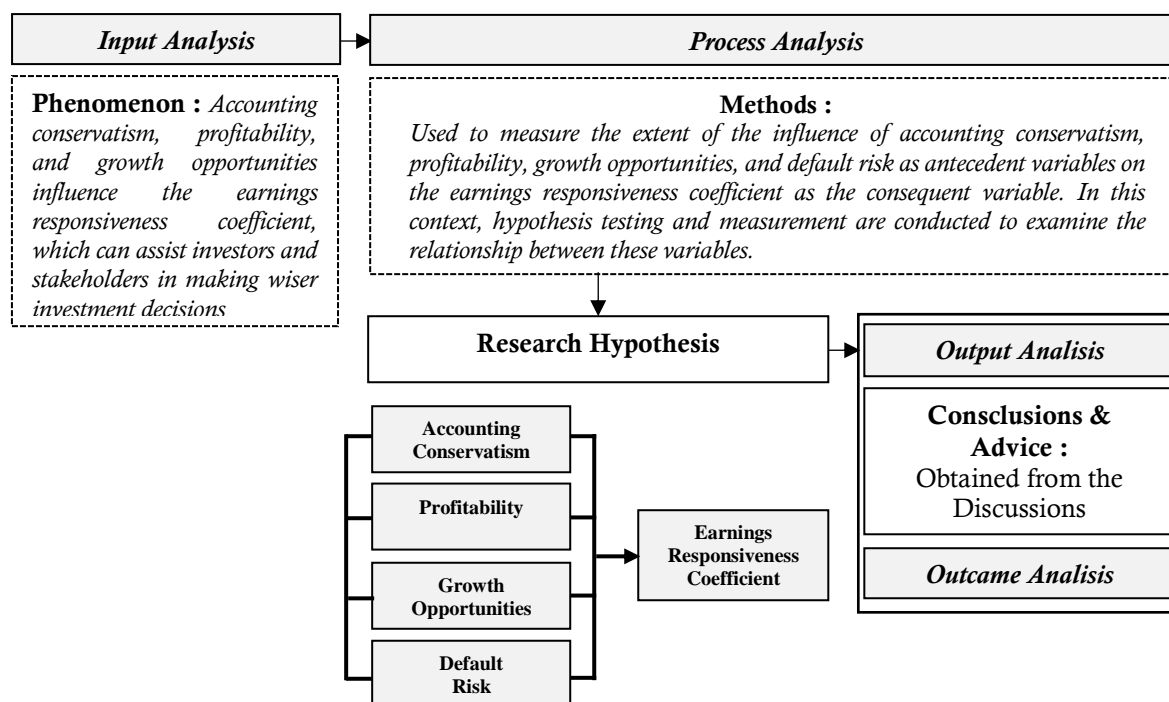 Input Analysis
Process Analysis
Phenomenon : Accounting
conservatism, profitability,
and growth opportunities
influence the earnings
responsiveness coefficient,
which can assist investors and
stakeholders in making wiser
investment decisions
Methods :
Used to measure the extent of the influence of accounting conservatism,
profitability, growth opportunities, and default risk as antecedent variables on
the earnings responsiveness coefficient as the consequent variable. In this
context, hypothesis testing and measurement are conducted to examine the
relationship between these variables.
Research Hypothesis
Output Analisis
Consclusions &
Advice :
Obtained from the
Discussions
Outcame Analisis
Accounting
Conservatism
Profitability
Growth
Opportunities
Default
Risk
Earnings
Responsiveness
Coefficient